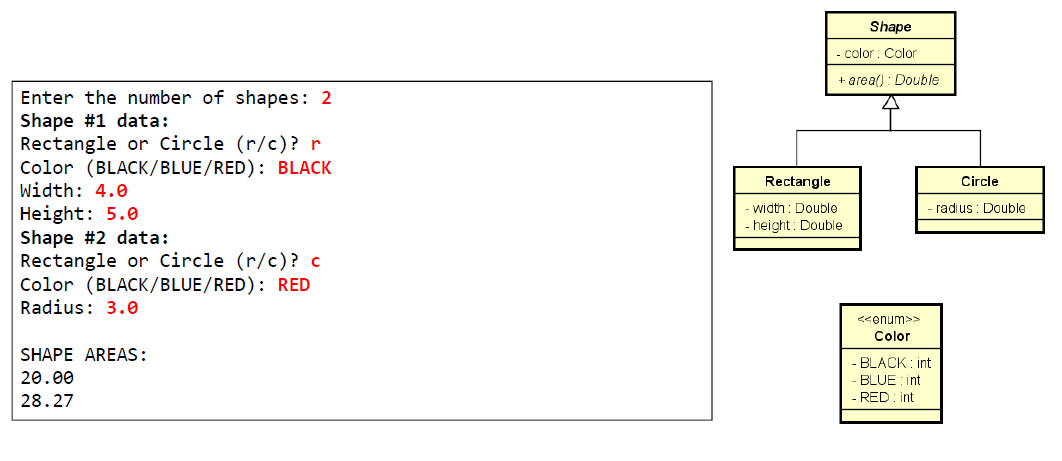 Enter the number of shapes: 2
Shape #1 data:
Rectangle or Circle (r/c)? r
Color (BLACK/BLUE/RED): BLACK
Width: 4.0
Height: 5.0
Shape #2 data:
Rectangle or Circle (r/c)? c
Color (BLACK/BLUE/RED): RED
Radius: 3.0
SHAPE AREAS:
20.00
28.27
Shape
- color : Color
+ area() : Double
Rectangle
- width : Double
- height : Double
Circle
- radius : Double
<<enum>>
Color
- BLACK : int
- BLUE : int
- RED : int